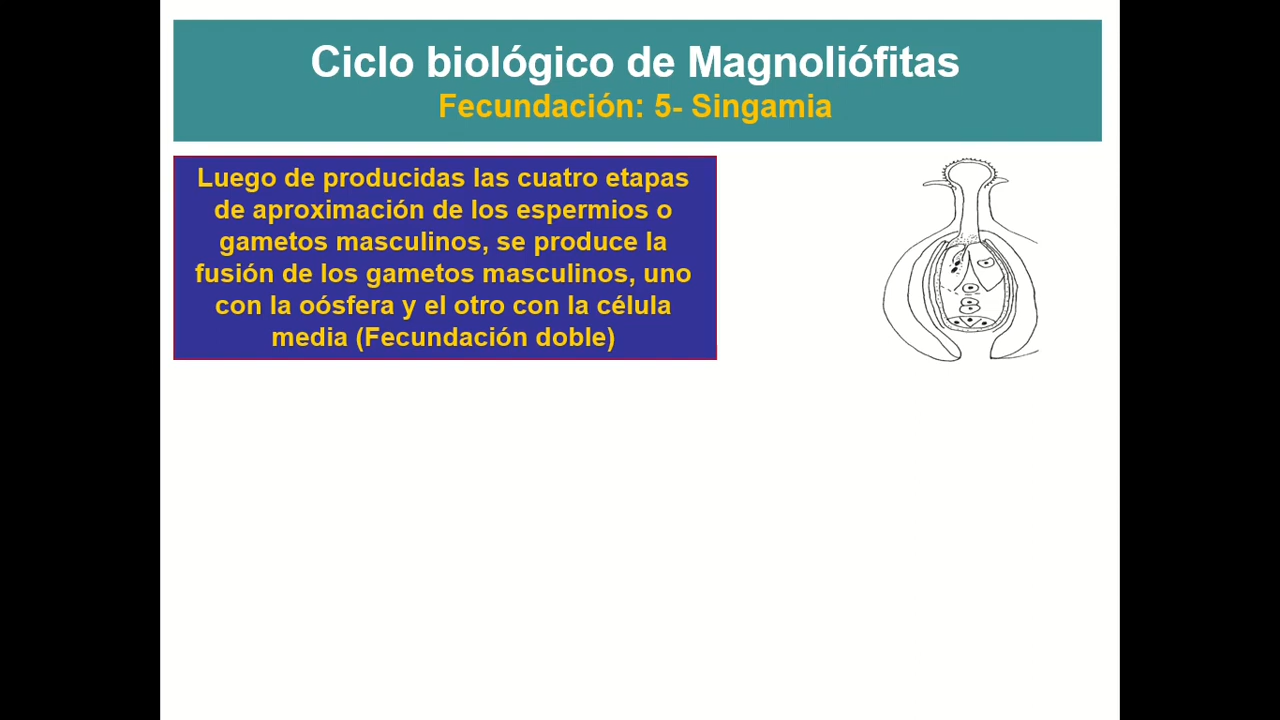 Ciclo biológico de Magnoliófitas
Fecundación: 5- Singamia
Luego de producidas las cuatro etapas
de aproximación de los espermios o
gametos masculinos, se produce la
fusión de los gametos masculinos, uno
con la oósfera y el otro con la célula
media (Fecundación doble)